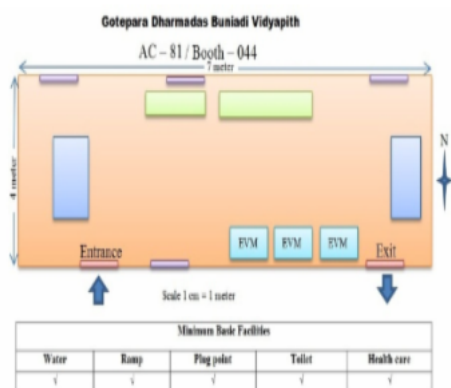 Gotepara Dharmadas Buniadi Vidyapith
AC – 81 / Booth – 044
7 meter
4 meter
N
EVM EVM EVM
Entrance
Exit
Scale 1 cm = 1 meter
Minimum Basic Facilities
Water Ramp Plug point Toilet Health care
√ √ √ √ √